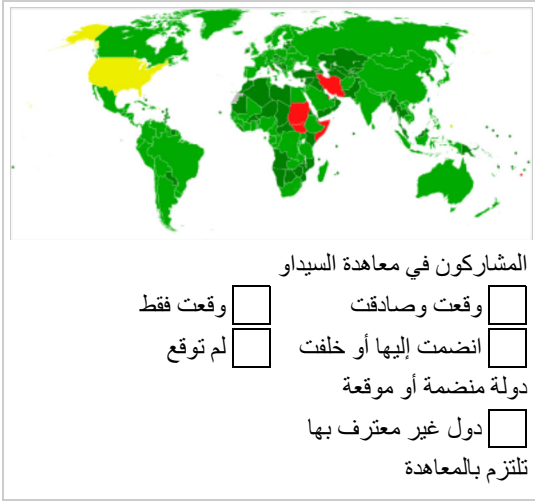 المشاركون في معاهدة السيداو
وقعت وصادقت وقعت فقط
انضمت إليها أو خلفت لم توقع
دولة منضمة أو موقعة
دول غير معترف بها
تلتزم بالمعاهدة